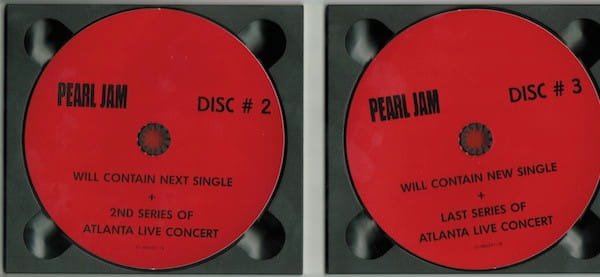 PEARL JAM
DISC # 2
WILL CONTAIN NEXT SINGLE
+
2ND SERIES OF
ATLANTA LIVE CONCERT
PEARL JAM
DISC # 3
WILL CONTAIN NEW SINGLE
+
LAST SERIES OF
ATLANTA LIVE CONCERT